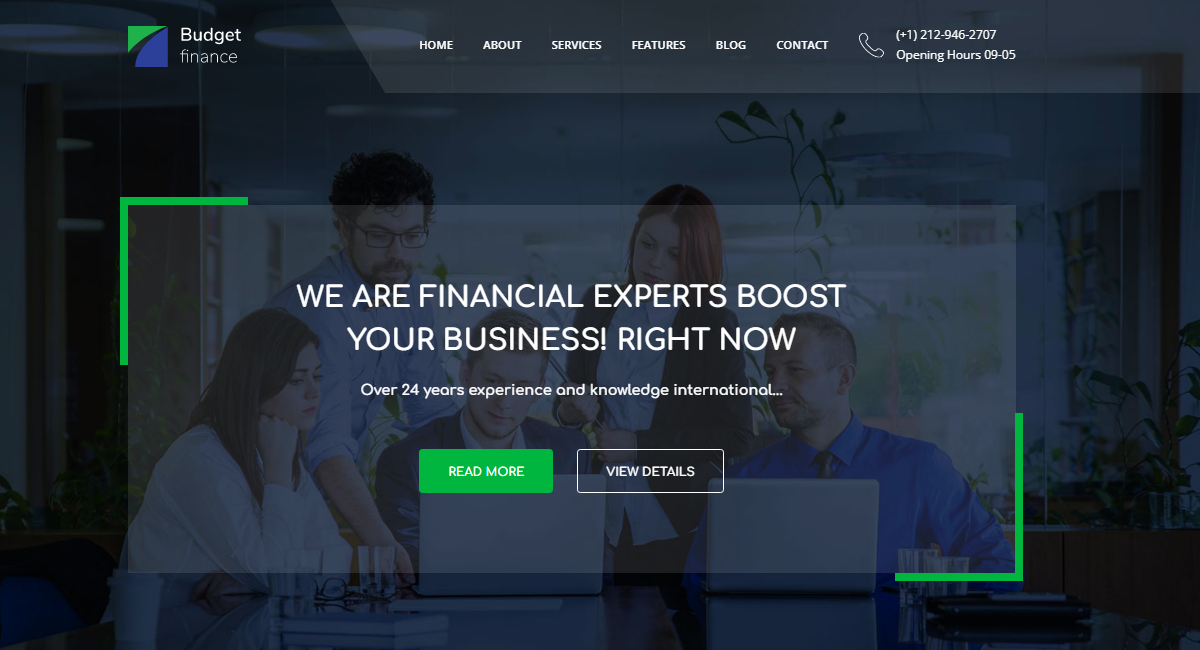 Budget
finance
HOME ABOUT SERVICES FEATURES BLOG CONTACT
(+1) 212-946-2707
Opening Hours 09-05
WE ARE FINANCIAL EXPERTS BOOST
YOUR BUSINESS! RIGHT NOW
Over 24 years experience and knowledge international...
READ MORE VIEW DETAILS